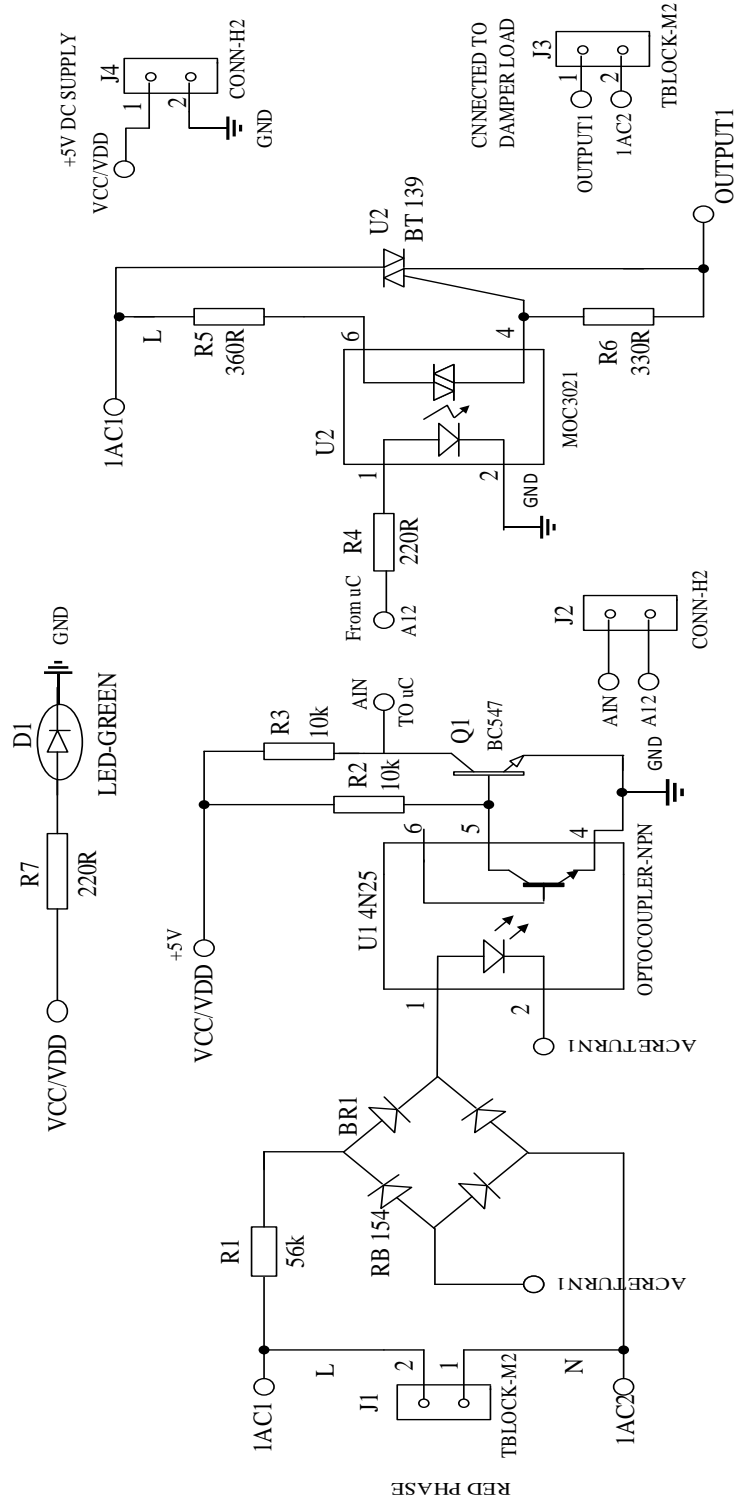 RED PHASE
J1
TBLOCK-M2
2
1
L
N
1AC1
1AC2
R1
56k
BR1
RB 154
ACRETURN1
ACRETURN1
VCC/VDD
R7
220R
D1
LED-GREEN
GND
+5V
VCC/VDD
U1 4N25
OPTOCOUPLER-NPN
1
2
6
5
4
R2
10k
R3
10k
AIN
TO uC
Q1
BC547
GND
J2
AIN
A12
CONN-H2
From uC
A12
R4
220R
U2
MOC3021
1
2
6
4
GND
1AC1
L
R5
360R
U2
BT 139
R6
330R
OUTPUT1
+5V DC SUPPLY
VCC/VDD
J4
1
2
CONN-H2
GND
CNNECTED TO
DAMPER LOAD
J3
OUTPUT1
1
1AC2
2
TBLOCK-M2